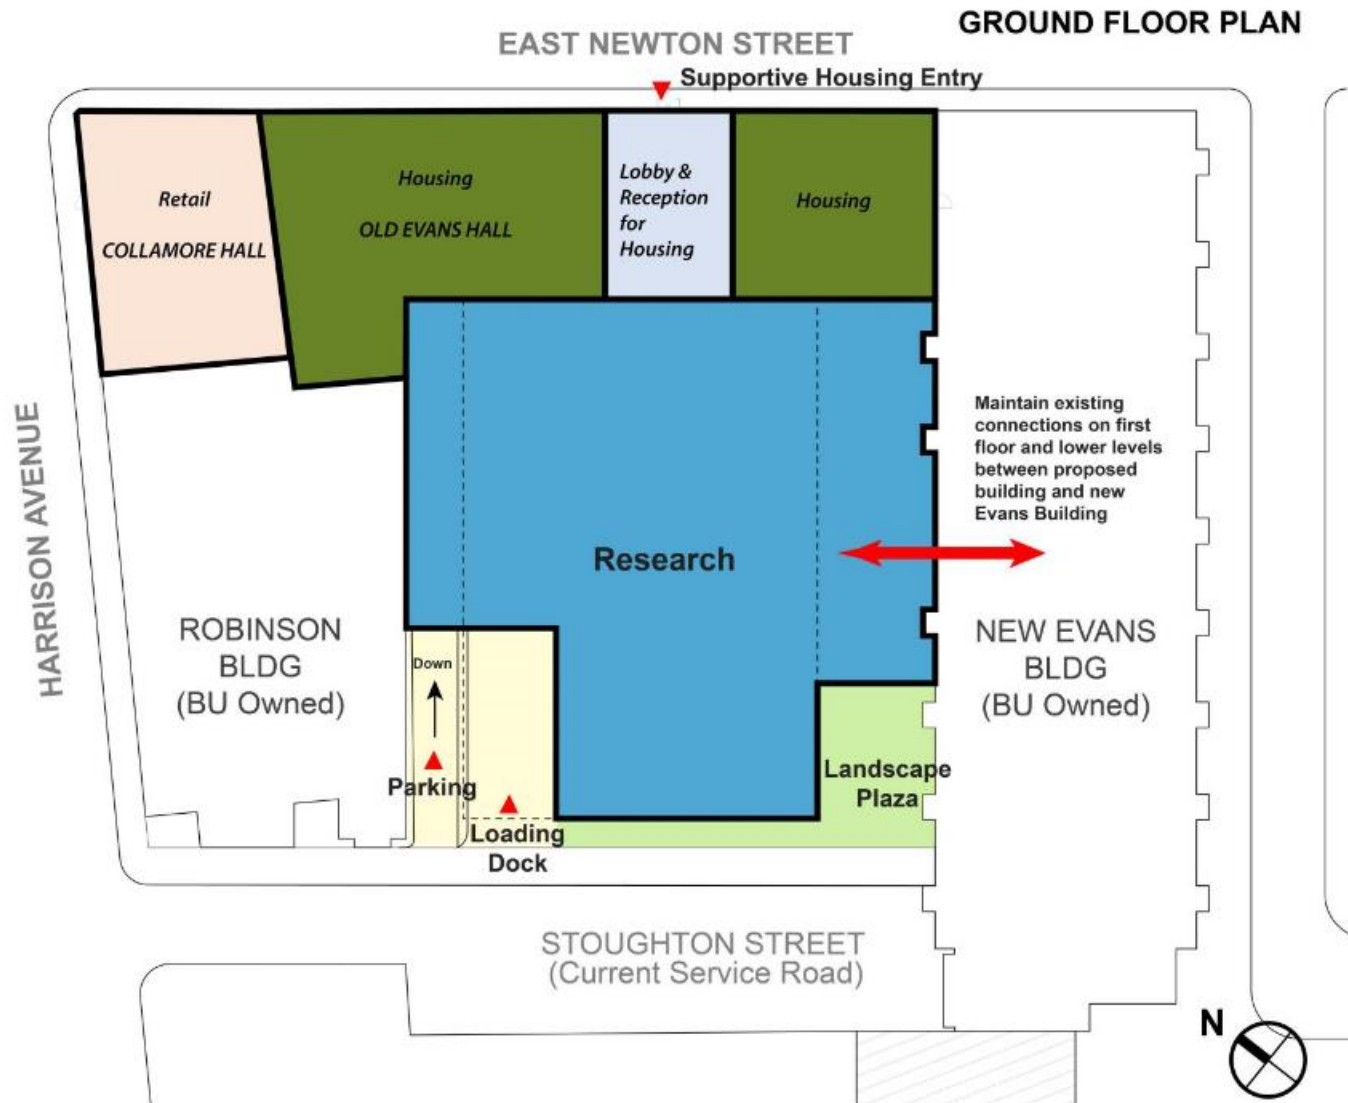 GROUND FLOOR PLAN
EAST NEWTON STREET
Supportive Housing Entry
Retail
COLLAMORE HALL
Housing
OLD EVANS HALL
Lobby &
Reception
for
Housing
Housing
HARRISON AVENUE
Maintain existing
connections on first
floor and lower levels
between proposed
building and new
Evans Building
Research
ROBINSON
BLDG
(BU Owned)
NEW EVANS
BLDG
(BU Owned)
Down
Parking
Loading
Dock
Landscape
Plaza
STOUGHTON STREET
(Current Service Road)
N